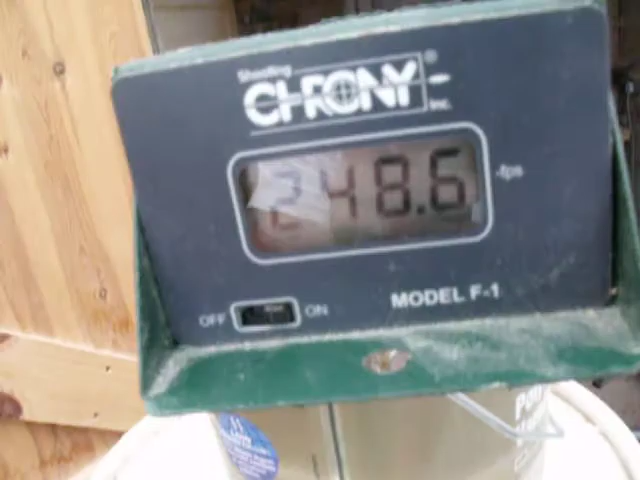 Shooting
CHRONY®
Inc.
248.6 -fps
OFF ON
MODEL F-1